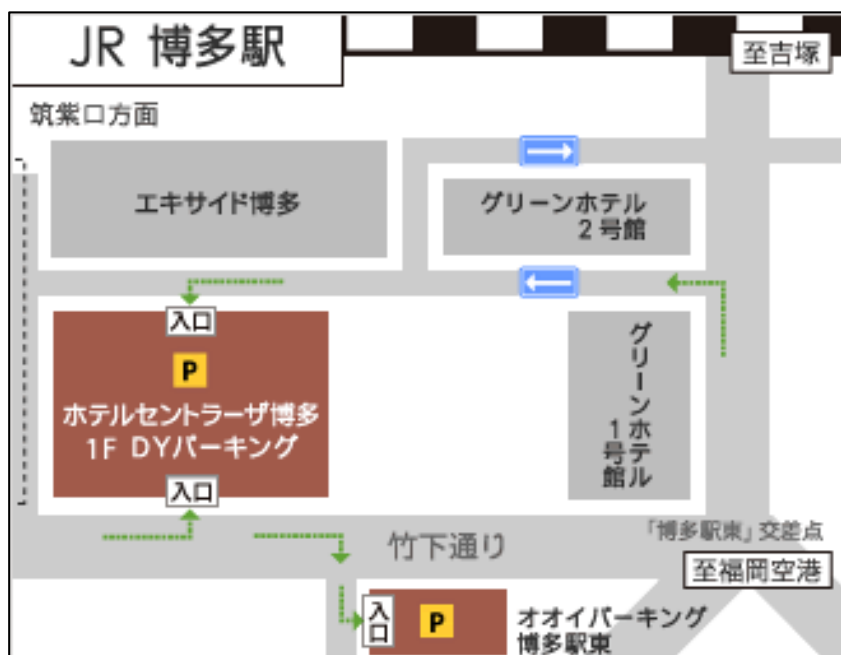 JR 博多駅
至吉塚
筑紫口方面
エキサイド博多
グリーンホテル
2号館
入口
P
ホテルセントラーザ博多
1F DYパーキング
入口
グリーンホテル
1号館
竹下通り
「博多駅東」交差点
至福岡空港
入口
P
オオイパーキング
博多駅東